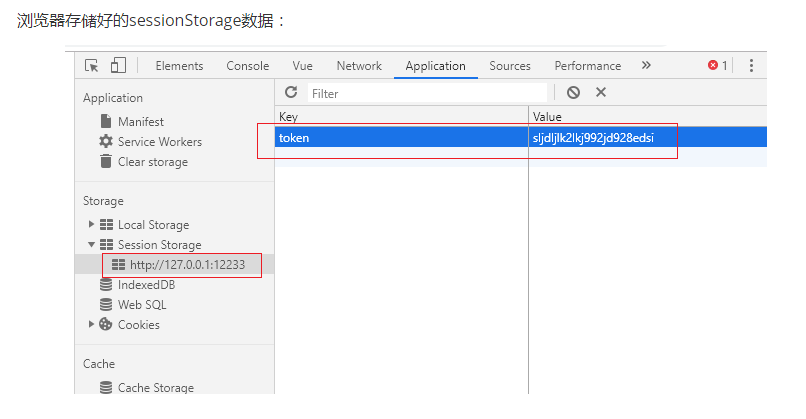 浏览器存储好的sessionStorage数据：
Elements Console Vue Network Application Sources Performance » 1
Application
Manifest
Service Workers
Clear storage
Storage
Local Storage
Session Storage
http://127.0.0.1:12233
IndexedDB
Web SQL
Cookies
Cache
Cache Storage
Filter
Key Value
token sljdljlk2lkj992jd928edsi